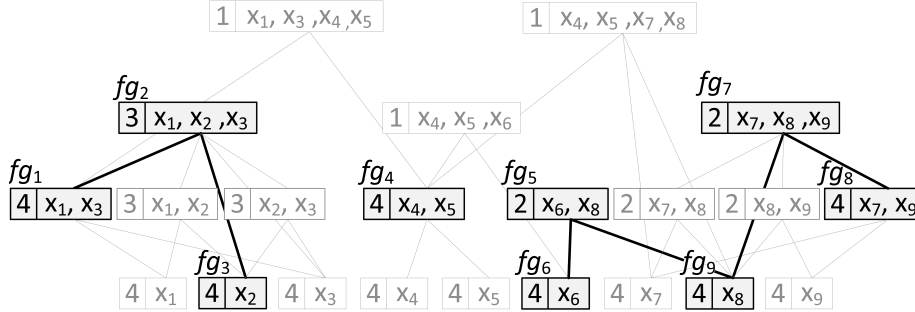 1 x1, x3 ,x4 ,x5
1 x4, x5 ,x7 ,x8
fg2
fg7
3 x1, x2 ,x3
1 x4, x5 ,x6
2 x7, x8 ,x9
fg1
fg4
fg5
fg8
4 x1, x3
3 x1, x2
3 x2, x3
4 x4, x5
2 x6, x8
2 x7, x8
2 x8, x9
4 x7, x9
fg3
fg6
fg9
4 x1
4 x2
4 x3
4 x4
4 x5
4 x6
4 x7
4 x8
4 x9